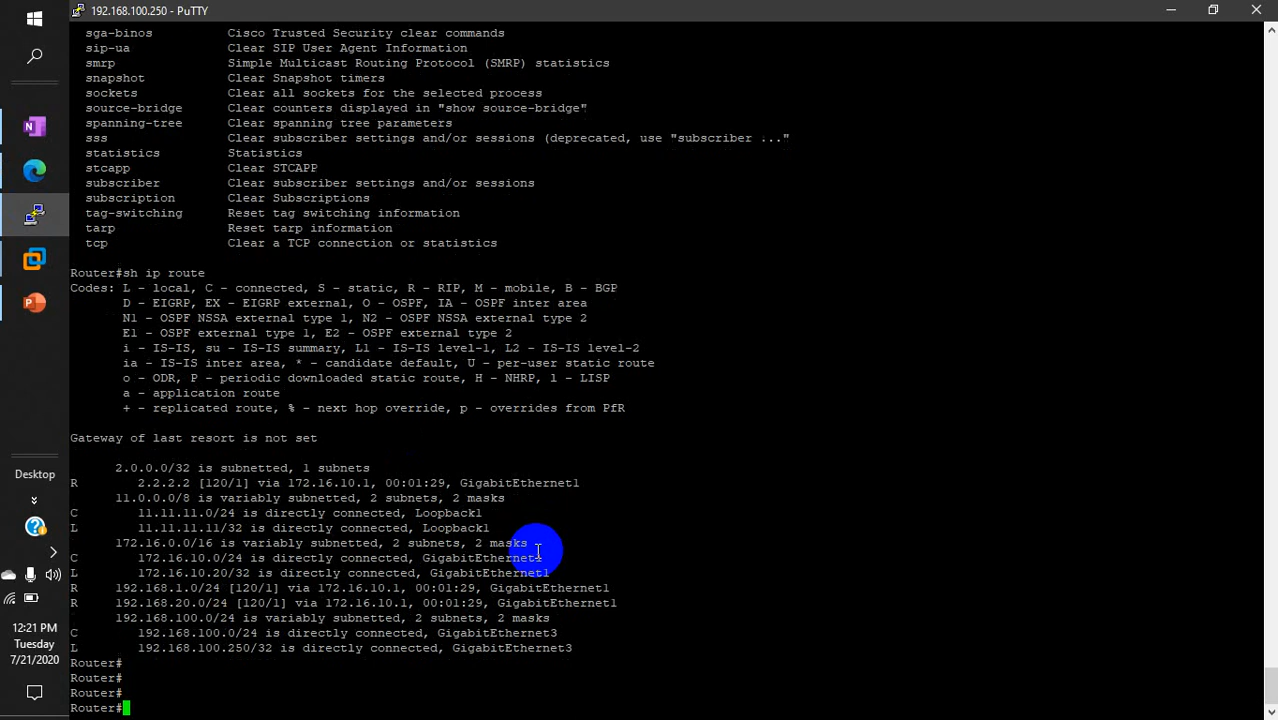 192.168.100.250 - PuTTY
sga-binos Cisco Trusted Security clear commands
sip-ua Clear SIP User Agent Information
smrp Simple Multicast Routing Protocol (SMRP) statistics
snapshot Clear Snapshot timers
sockets Clear all sockets for the selected process
source-bridge Clear counters displayed in "show source-bridge"
spanning-tree Clear spanning tree parameters
sss Clear subscriber settings and/or sessions (deprecated, use "subscriber ..."
statistics Statistics
stcapp Clear STCAPP
subscriber Clear subscriber settings and/or sessions
subscription Clear Subscriptions
tag-switching Reset tag switching information
tarp Reset tarp information
tcp Clear a TCP connection or statistics
Router#sh ip route
Codes: L - local, C - connected, S - static, R - RIP, M - mobile, B - BGP
D - EIGRP, EX - EIGRP external, O - OSPF, IA - OSPF inter area
N1 - OSPF NSSA external type 1, N2 - OSPF NSSA external type 2
E1 - OSPF external type 1, E2 - OSPF external type 2
i - IS-IS, su - IS-IS summary, L1 - IS-IS level-1, L2 - IS-IS level-2
ia - IS-IS inter area, * - candidate default, U - per-user static route
o - ODR, P - periodic downloaded static route, H - NHRP, l - LISP
a - application route
+ - replicated route, % - next hop override, p - overrides from PfR
Gateway of last resort is not set
2.0.0.0/32 is subnetted, 1 subnets
R 2.2.2.2 [120/1] via 172.16.10.1, 00:01:29, GigabitEthernet1
11.0.0.0/8 is variably subnetted, 2 subnets, 2 masks
C 11.11.11.0/24 is directly connected, Loopback1
L 11.11.11.11/32 is directly connected, Loopback1
172.16.0.0/16 is variably subnetted, 2 subnets, 2 masks
C 172.16.10.0/24 is directly connected, GigabitEthernet1
L 172.16.10.20/32 is directly connected, GigabitEthernet1
R 192.168.1.0/24 [120/1] via 172.16.10.1, 00:01:29, GigabitEthernet1
R 192.168.20.0/24 [120/1] via 172.16.10.1, 00:01:29, GigabitEthernet1
192.168.100.0/24 is variably subnetted, 2 subnets, 2 masks
C 192.168.100.0/24 is directly connected, GigabitEthernet3
L 192.168.100.250/32 is directly connected, GigabitEthernet3
Router#
Router#
Router#
Router#
Desktop
12:21 PM
Tuesday
7/21/2020